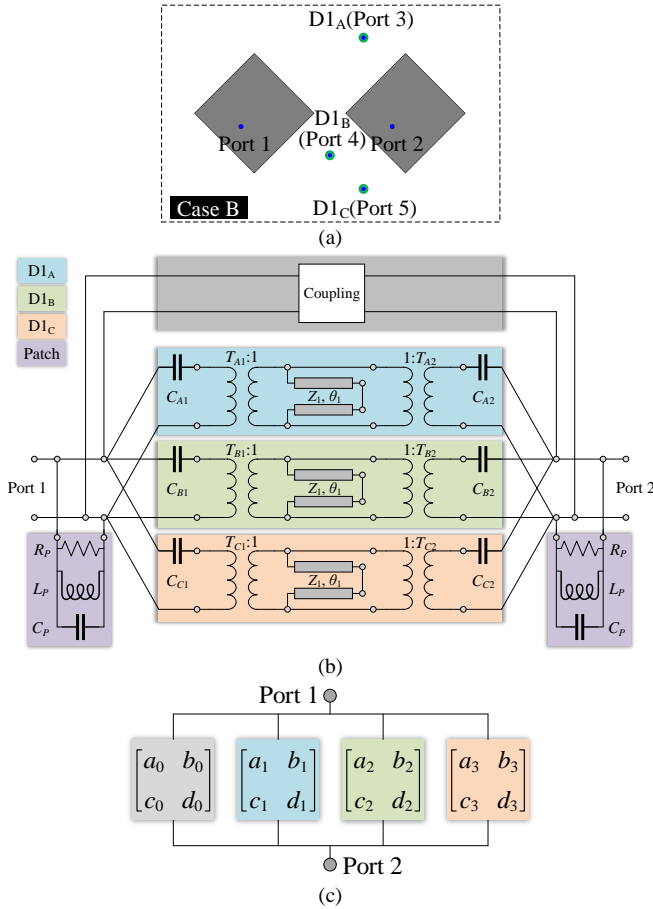 D1A(Port 3)
D1B
(Port 4)
Port 1
Port 2
Case B
D1C(Port 5)
(a)
D1A
D1B
D1C
Patch
Coupling
TA1:1
1:TA2
CA1
Z1, θ1
CA2
TB1:1
1:TB2
CB1
Z1, θ1
CB2
Port 1
Port 2
TC1:1
1:TC2
CC1
Z1, θ1
CC2
RP
LP
CP
RP
LP
CP
(b)
Port 1
a0 b0
c0 d0
a1 b1
c1 d1
a2 b2
c2 d2
a3 b3
c3 d3
Port 2
(c)